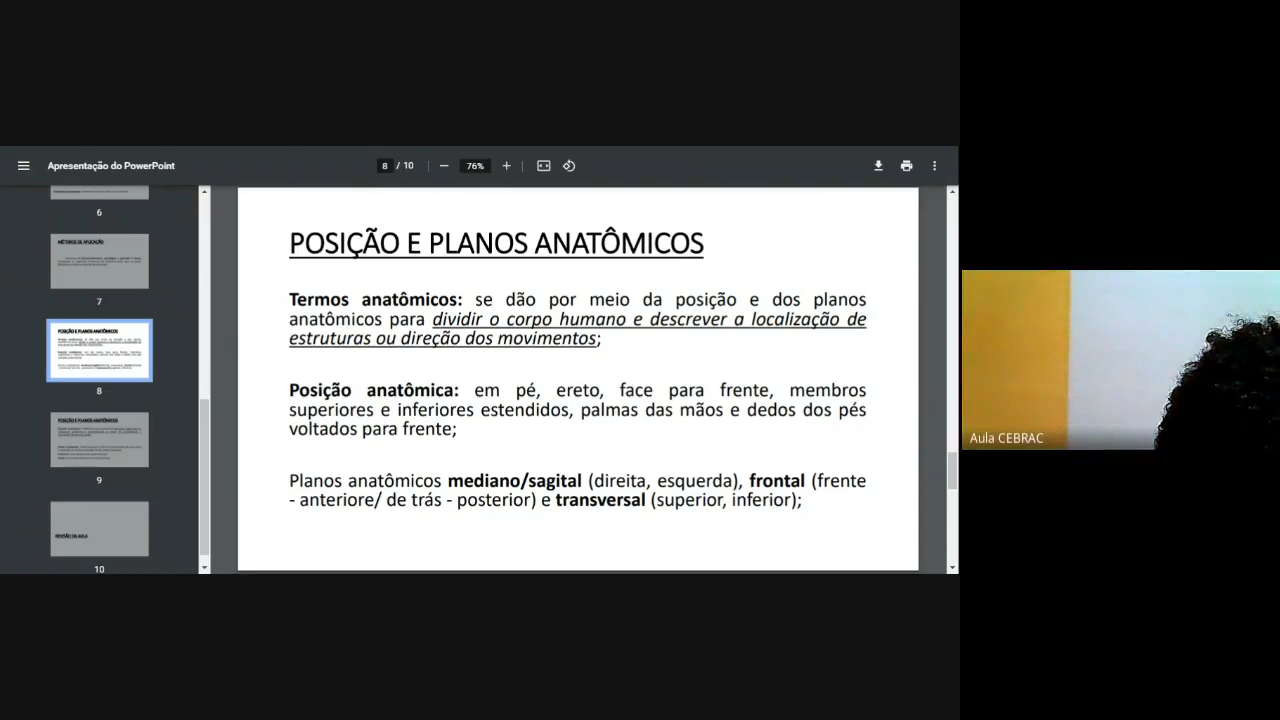 Apresentação do PowerPoint
8 / 10
76%
6
MÉTODOS DE APLICAÇÃO
7
POSIÇÃO E PLANOS ANATÔMICOS
8
POSIÇÃO E PLANOS ANATÔMICOS
9
REVISÃO DA AULA
10
POSIÇÃO E PLANOS ANATÔMICOS
Termos anatômicos: se dão por meio da posição e dos planos
anatômicos para dividir o corpo humano e descrever a localização de
estruturas ou direção dos movimentos;
Posição anatômica: em pé, ereto, face para frente, membros
superiores e inferiores estendidos, palmas das mãos e dedos dos pés
voltados para frente;
Planos anatômicos mediano/sagital (direita, esquerda), frontal (frente
- anteriore/ de trás - posterior) e transversal (superior, inferior);
Aula CEBRAC